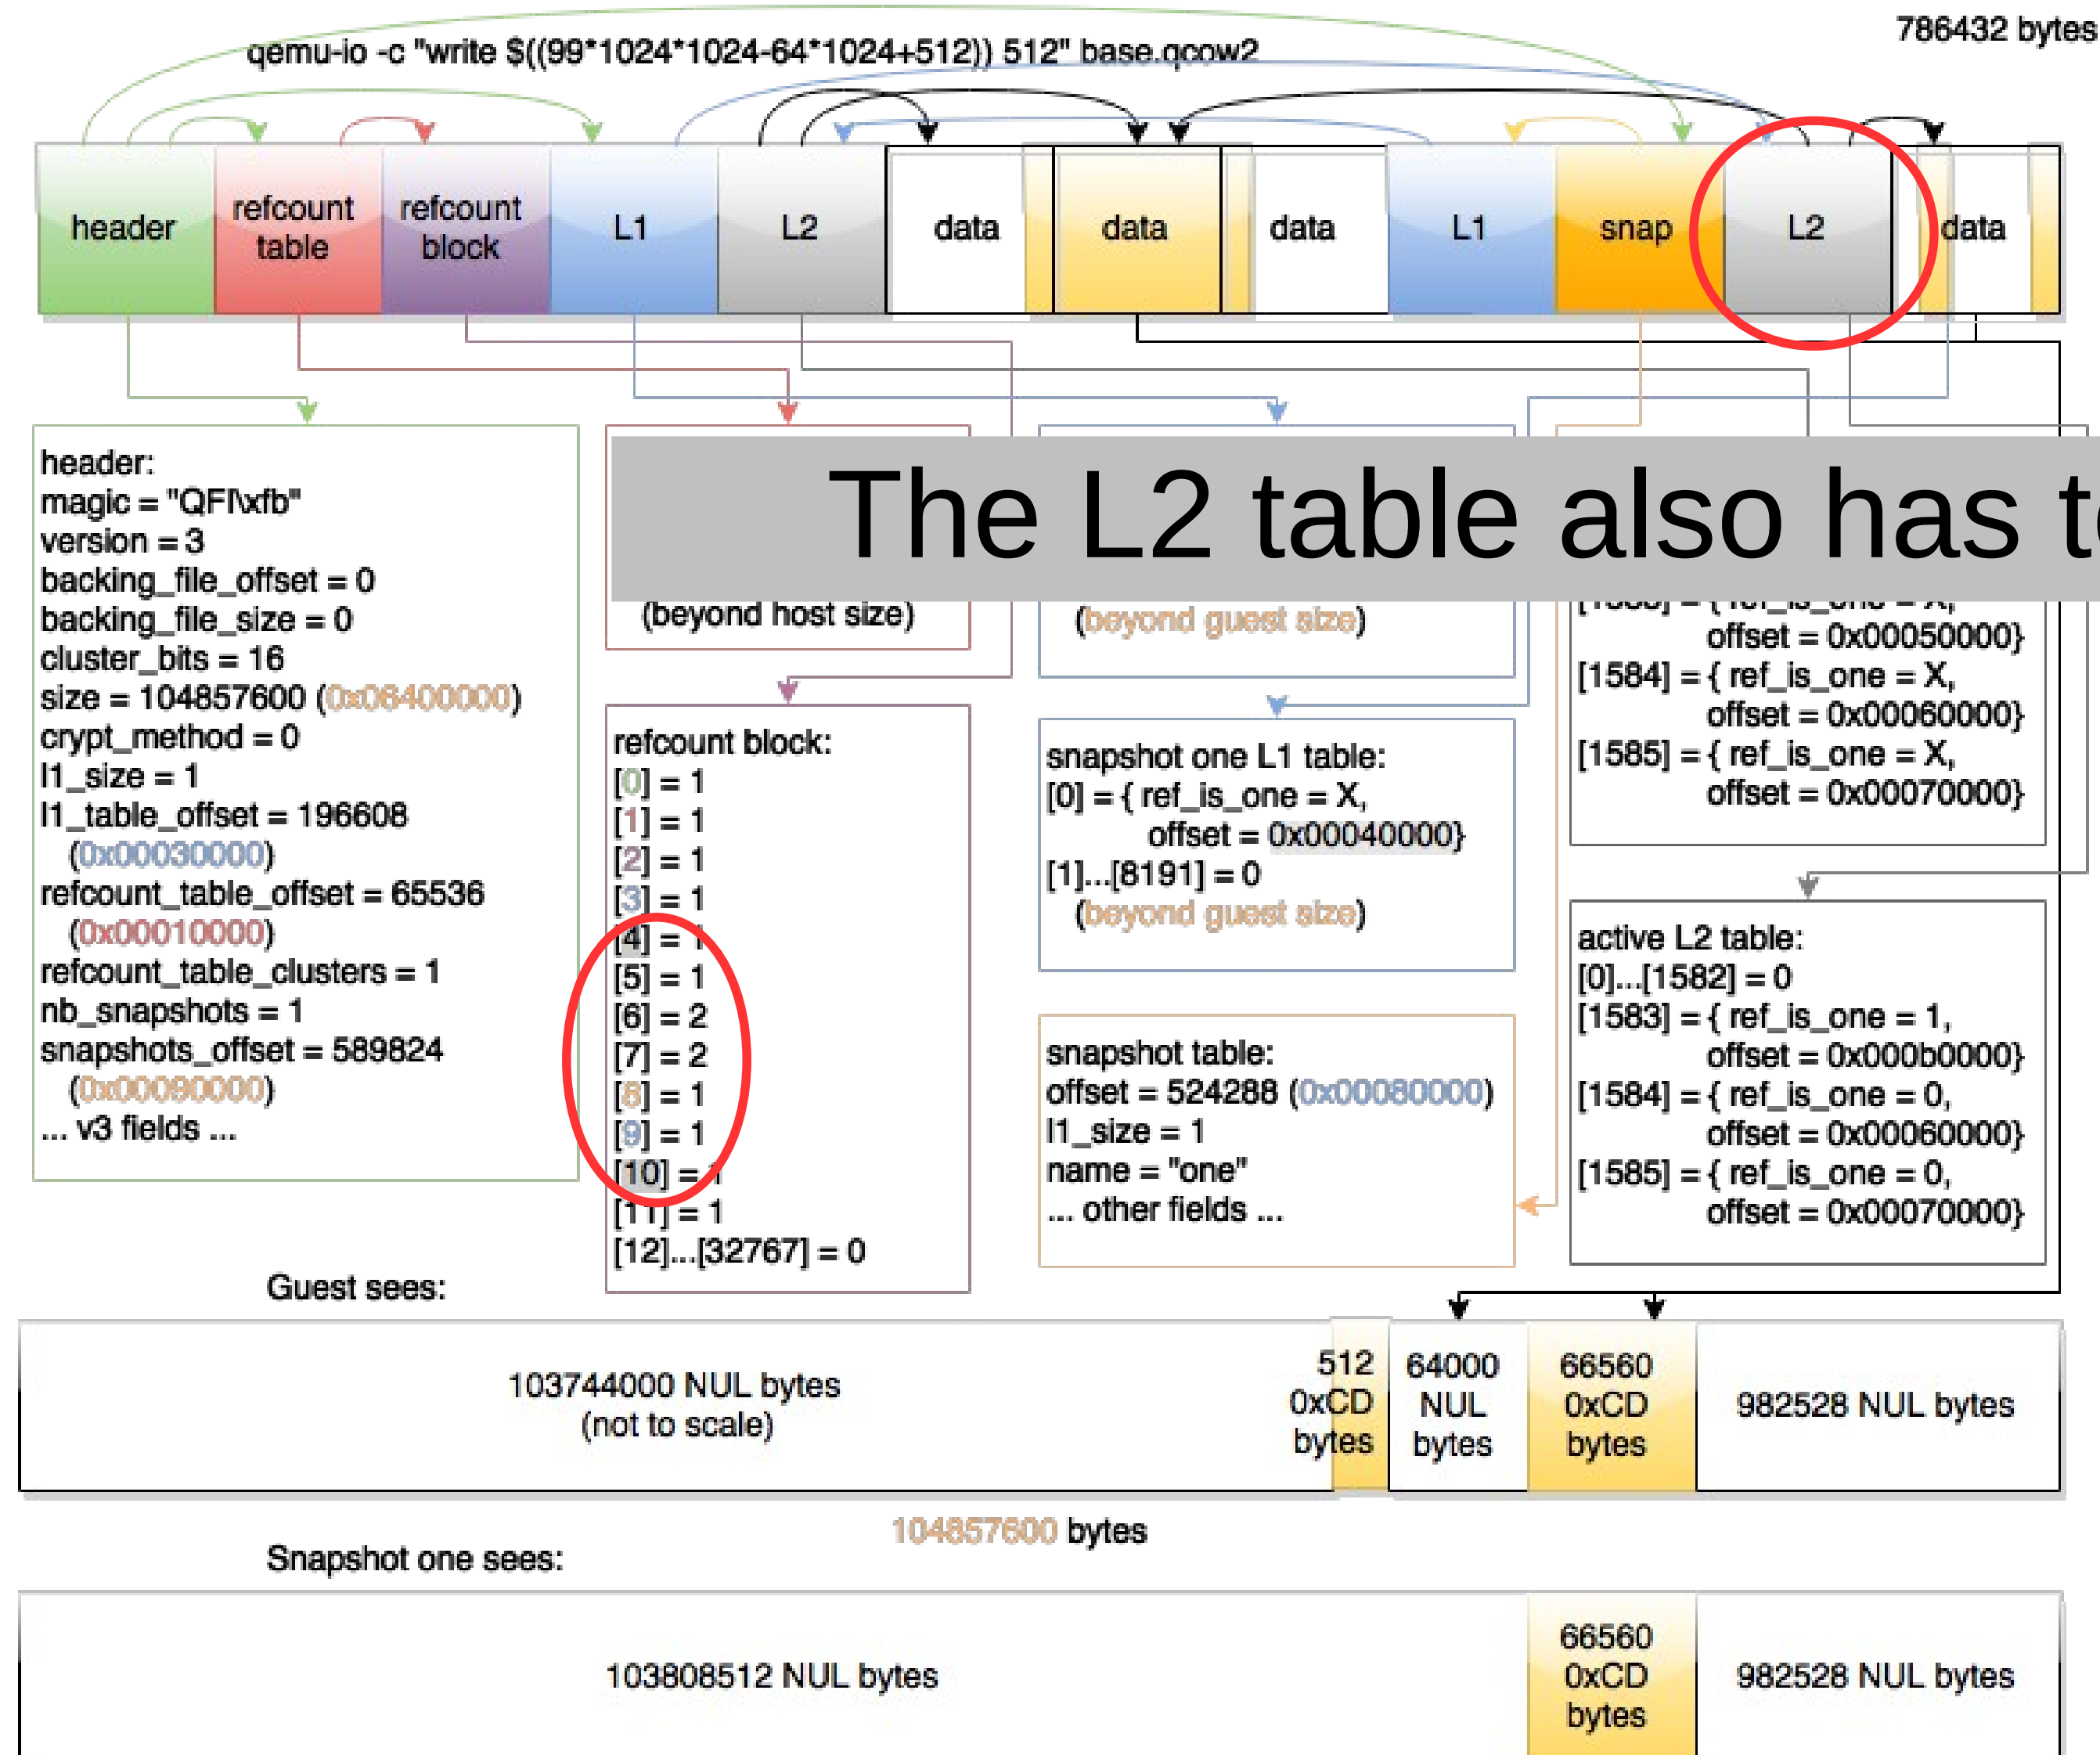 786432 bytes
qemu-io -c "write $((99*1024*1024-64*1024+512)) 512" base.qcow2
header
refcount
table
refcount
block
L1
L2
data
data
data
L1
snap
L2
data
The L2 table also has
header:
magic = "QFI\xfb"
version = 3
backing_file_offset = 0
backing_file_size = 0
cluster_bits = 16
size = 104857600 (0x06400000)
crypt_method = 0
l1_size = 1
l1_table_offset = 196608
(0x00030000)
refcount_table_offset = 65536
(0x00010000)
refcount_table_clusters = 1
nb_snapshots = 1
snapshots_offset = 589824
(0x00090000)
... v3 fields ...
(beyond host size)
refcount block:
[0] = 1
[1] = 1
[2] = 1
[3] = 1
[4] = 1
[5] = 1
[6] = 2
[7] = 2
[8] = 1
[9] = 1
[10] = 1
[11] = 1
[12]...[32767] = 0
(beyond guest size)
snapshot one L1 table:
[0] = { ref_is_one = X,
offset = 0x00040000}
[1]...[8191] = 0
(beyond guest size)
snapshot table:
offset = 524288 (0x00080000)
l1_size = 1
name = "one"
... other fields ...
[1583] = { ref_is_one = X,
offset = 0x00050000}
[1584] = { ref_is_one = X,
offset = 0x00060000}
[1585] = { ref_is_one = X,
offset = 0x00070000}
active L2 table:
[0]...[1582] = 0
[1583] = { ref_is_one = 1,
offset = 0x000b0000}
[1584] = { ref_is_one = 0,
offset = 0x00060000}
[1585] = { ref_is_one = 0,
offset = 0x00070000}
Guest sees:
103744000 NUL bytes
(not to scale)
512
0xCD
bytes
64000
NUL
bytes
66560
0xCD
bytes
982528 NUL bytes
104857600 bytes
Snapshot one sees:
103808512 NUL bytes
66560
0xCD
bytes
982528 NUL bytes